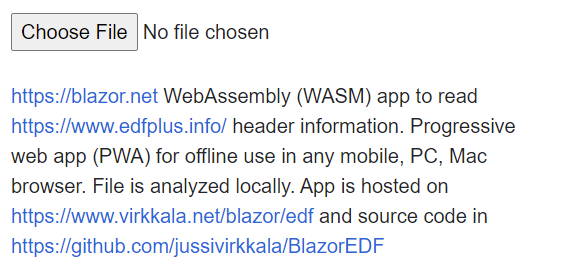 Choose File No file chosen
https://blazor.net WebAssembly (WASM) app to read
https://www.edfplus.info/ header information. Progressive
web app (PWA) for offline use in any mobile, PC, Mac
browser. File is analyzed locally. App is hosted on
https://www.virkkala.net/blazor/edf and source code in
https://github.com/jussivirkkala/BlazorEDF